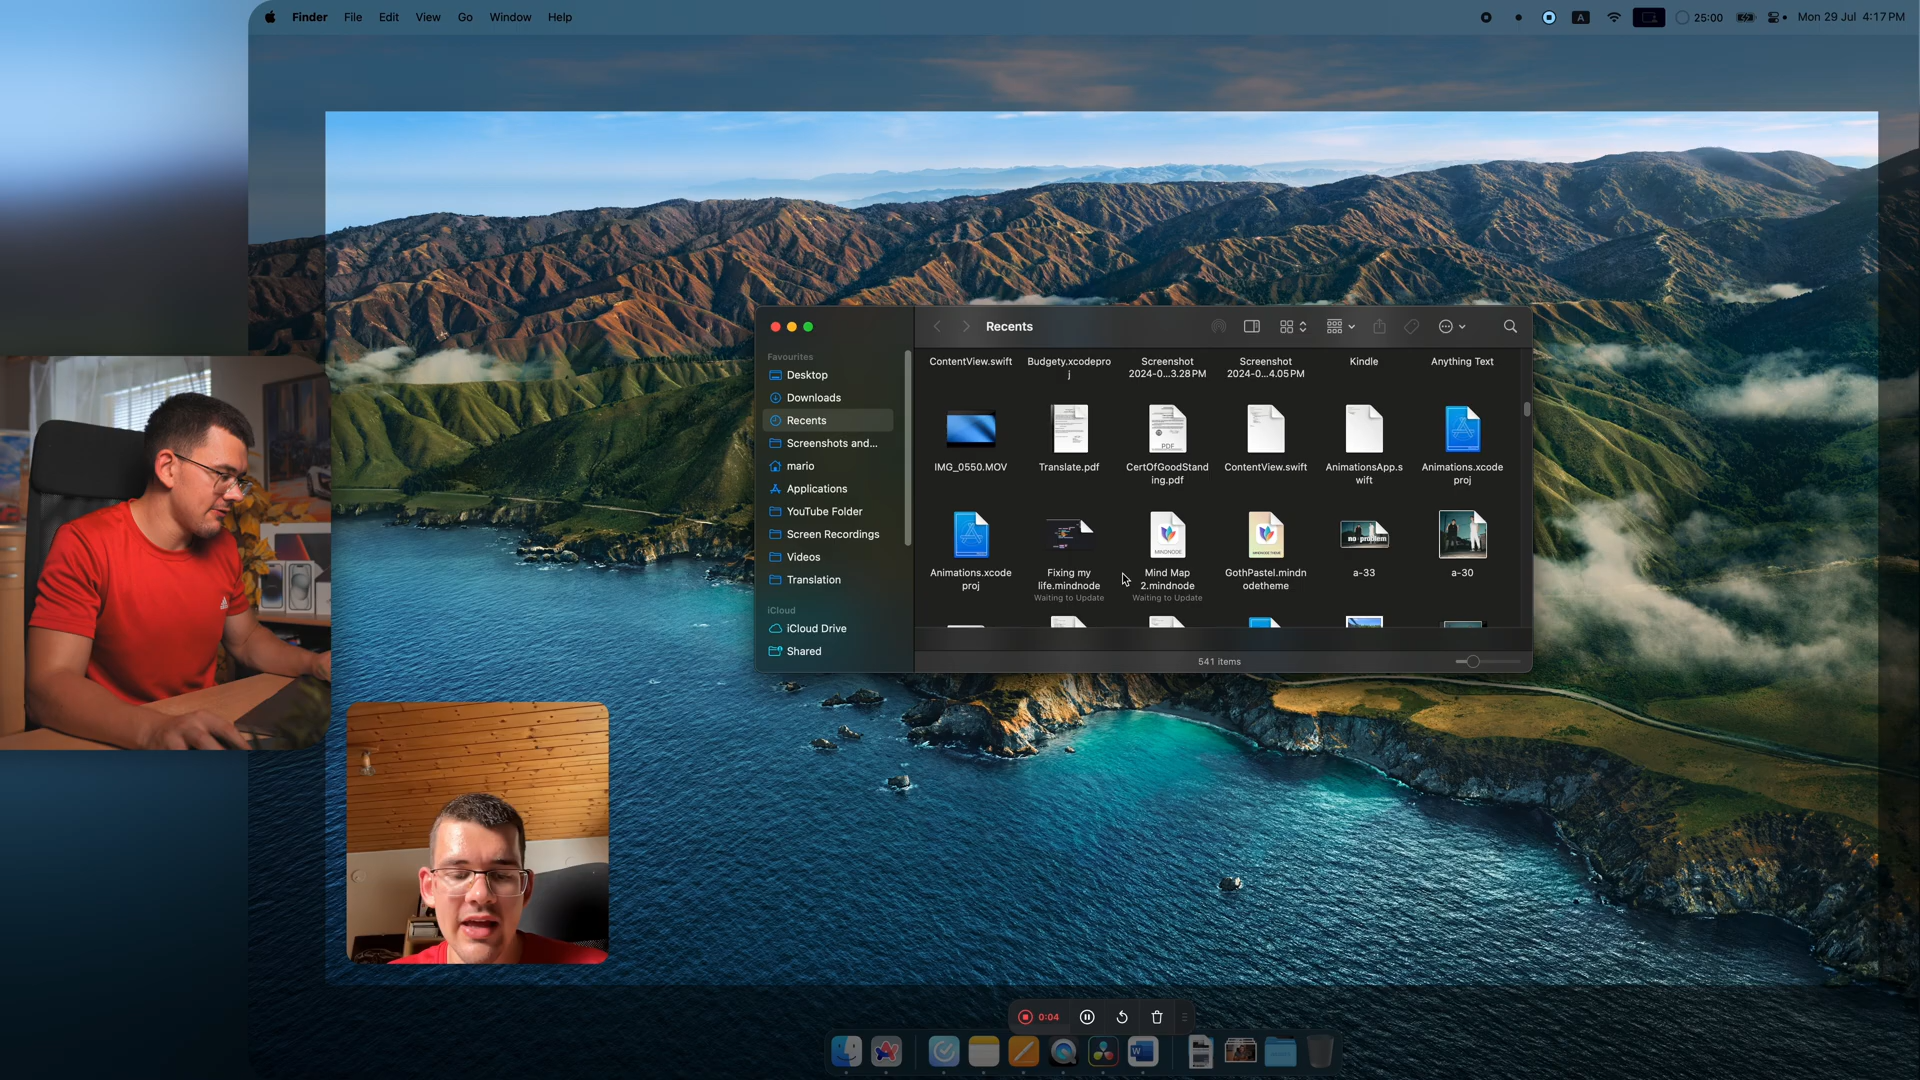 Finder File Edit View Go Window Help
A 25:00 Mon 29 Jul 4:17 PM
Recents
Favourites
Desktop
Downloads
Recents
Screenshots and...
mario
Applications
YouTube Folder
Screen Recordings
Videos
Translation
iCloud
iCloud Drive
Shared
ContentView.swift Budgety.xcodepro Screenshot Screenshot Kindle Anything Text
j 2024-0...3.28 PM 2024-0...4.05 PM
PDF
IMG_0550.MOV Translate.pdf CertOfGoodStand ContentView.swift AnimationsApp.s Animations.xcode
ing.pdf wift proj
MINDNODE
no problem
Animations.xcode Fixing my Mind Map GothPastel.mindn a-33 a-30
proj life.mindnode 2.mindnode odetheme
Waiting to Update Waiting to Update
541 items
0:04
W